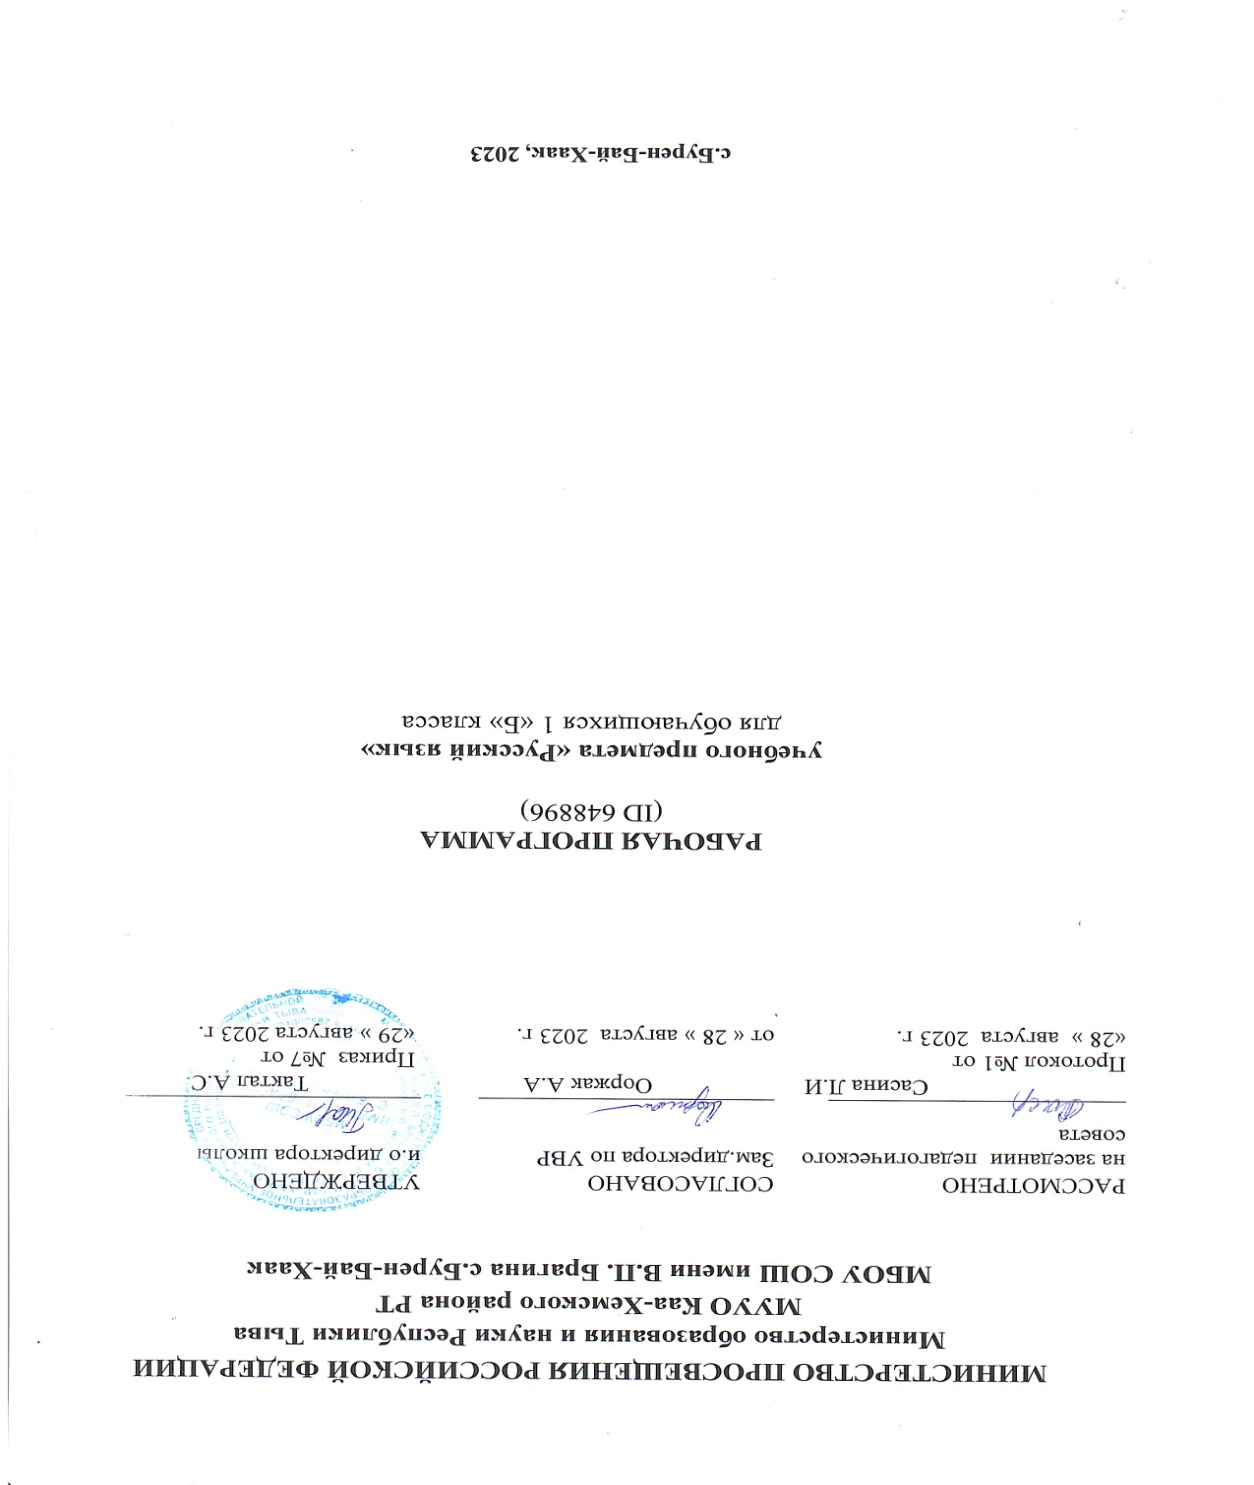 МИНИСТЕРСТВО ПРОСВЕЩЕНИЯ РОССИЙСКОЙ ФЕДЕРАЦИИ
Министерство образования и науки Республики Тыва
МУУО Каа-Хемского района РТ
МБОУ СОШ имени В.П. Брагина с.Бурен-Бай-Хаак
РАССМОТРЕНО
на заседании педагогического
совета
Сасина Л.И
Протокол №1 от
«28 » августа 2023 г.
СОГЛАСОВАНО
Зам.директора по УВР
Ооржак А.А
от « 28 » августа 2023 г.
УТВЕРЖДЕНО
и.о директора школы
Тактал А.С.
Приказ №7 от
«29 » августа 2023 г.
РАБОЧАЯ ПРОГРАММА
(ID 648896)
учебного предмета «Русский язык»
для обучающихся 1 «Б» класса
с.Бурен-Бай-Хаак, 2023